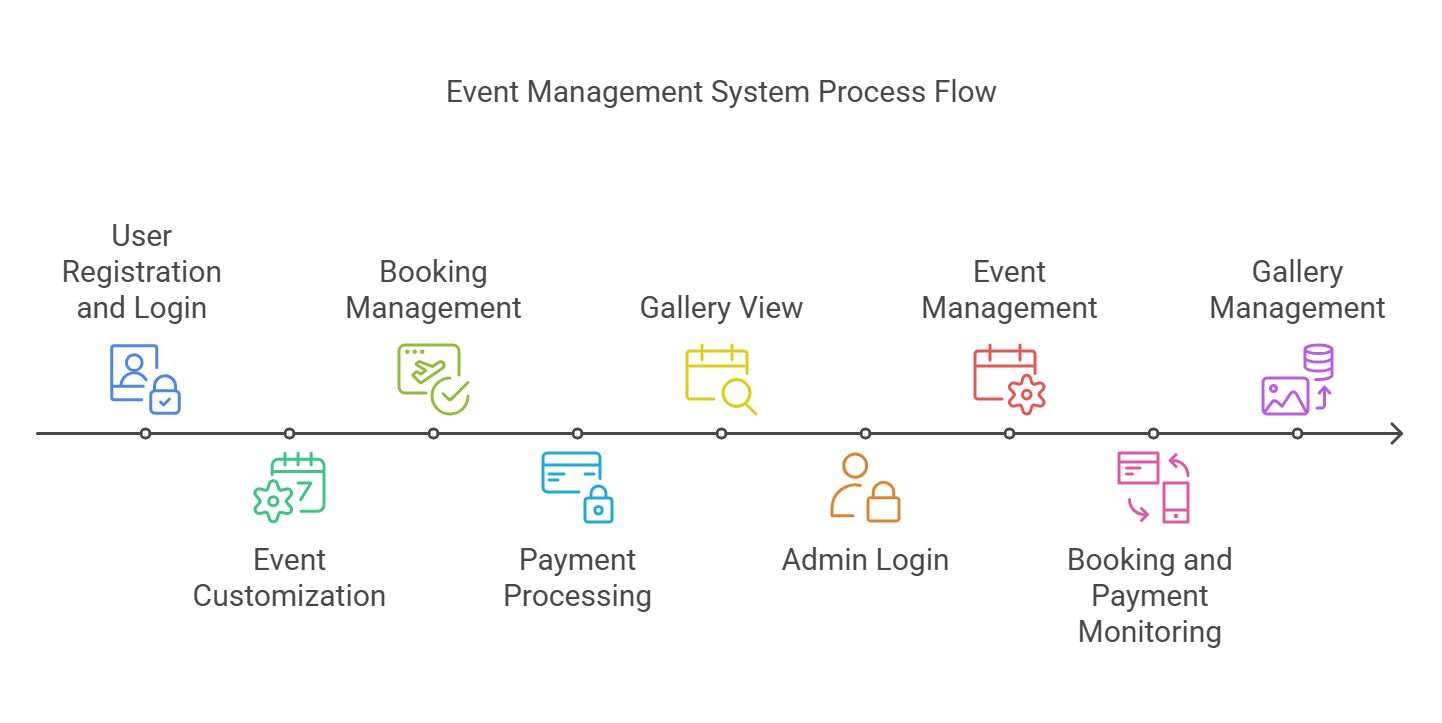 Event Management System Process Flow
User
Registration
and Login
Booking
Management
Gallery View
Event
Management
Gallery
Management
7
Event
Customization
Payment
Processing
Admin Login
Booking and
Payment
Monitoring